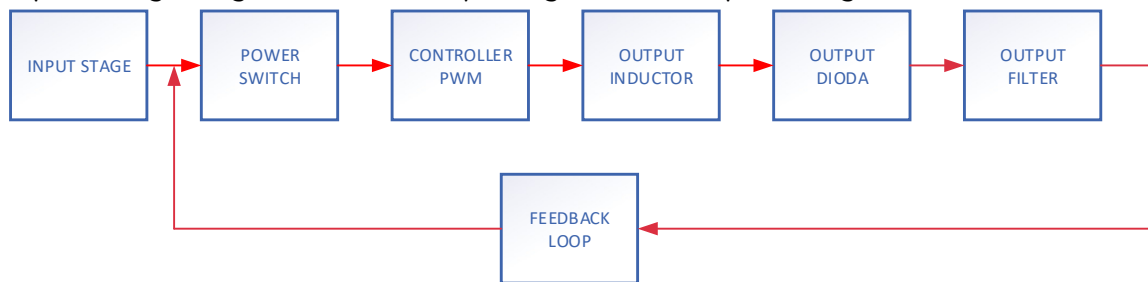 INPUT STAGE
POWER
SWITCH
CONTROLLER
PWM
OUTPUT
INDUCTOR
OUTPUT
DIODA
OUTPUT
FILTER
FEEDBACK
LOOP